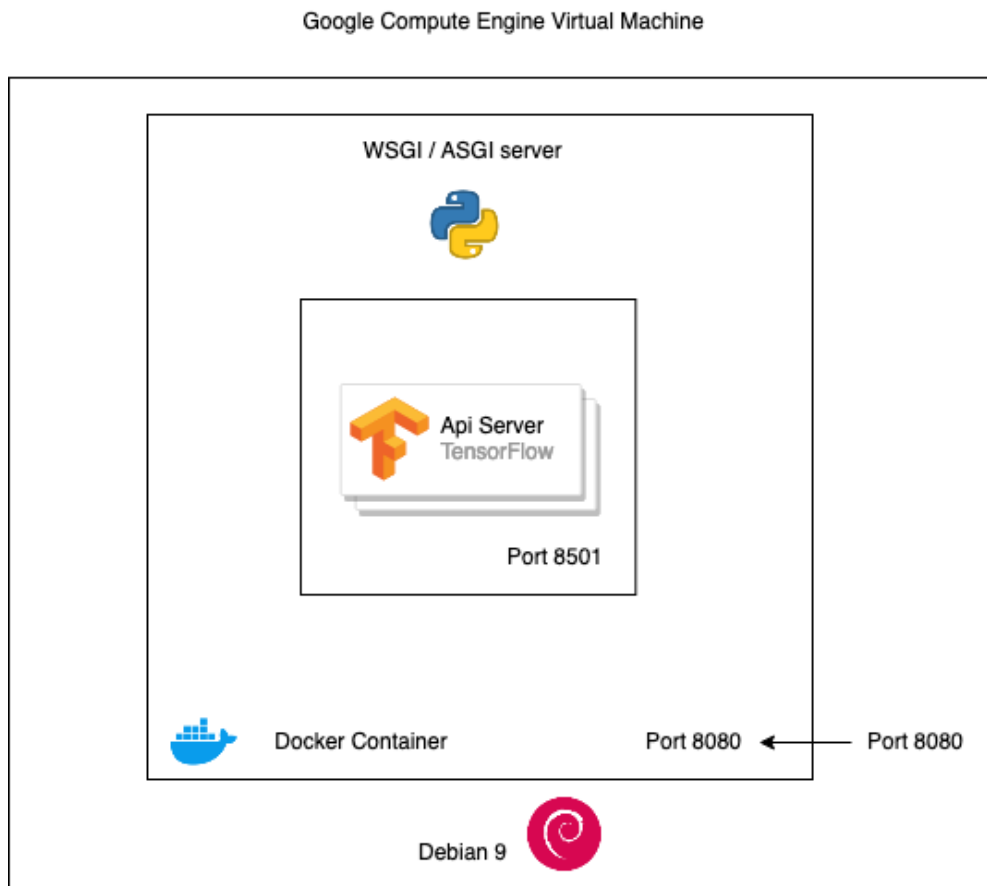 Google Compute Engine Virtual Machine
WSGI / ASGI server
Api Server
TensorFlow
Port 8501
Docker Container
Port 8080
Port 8080
Debian 9